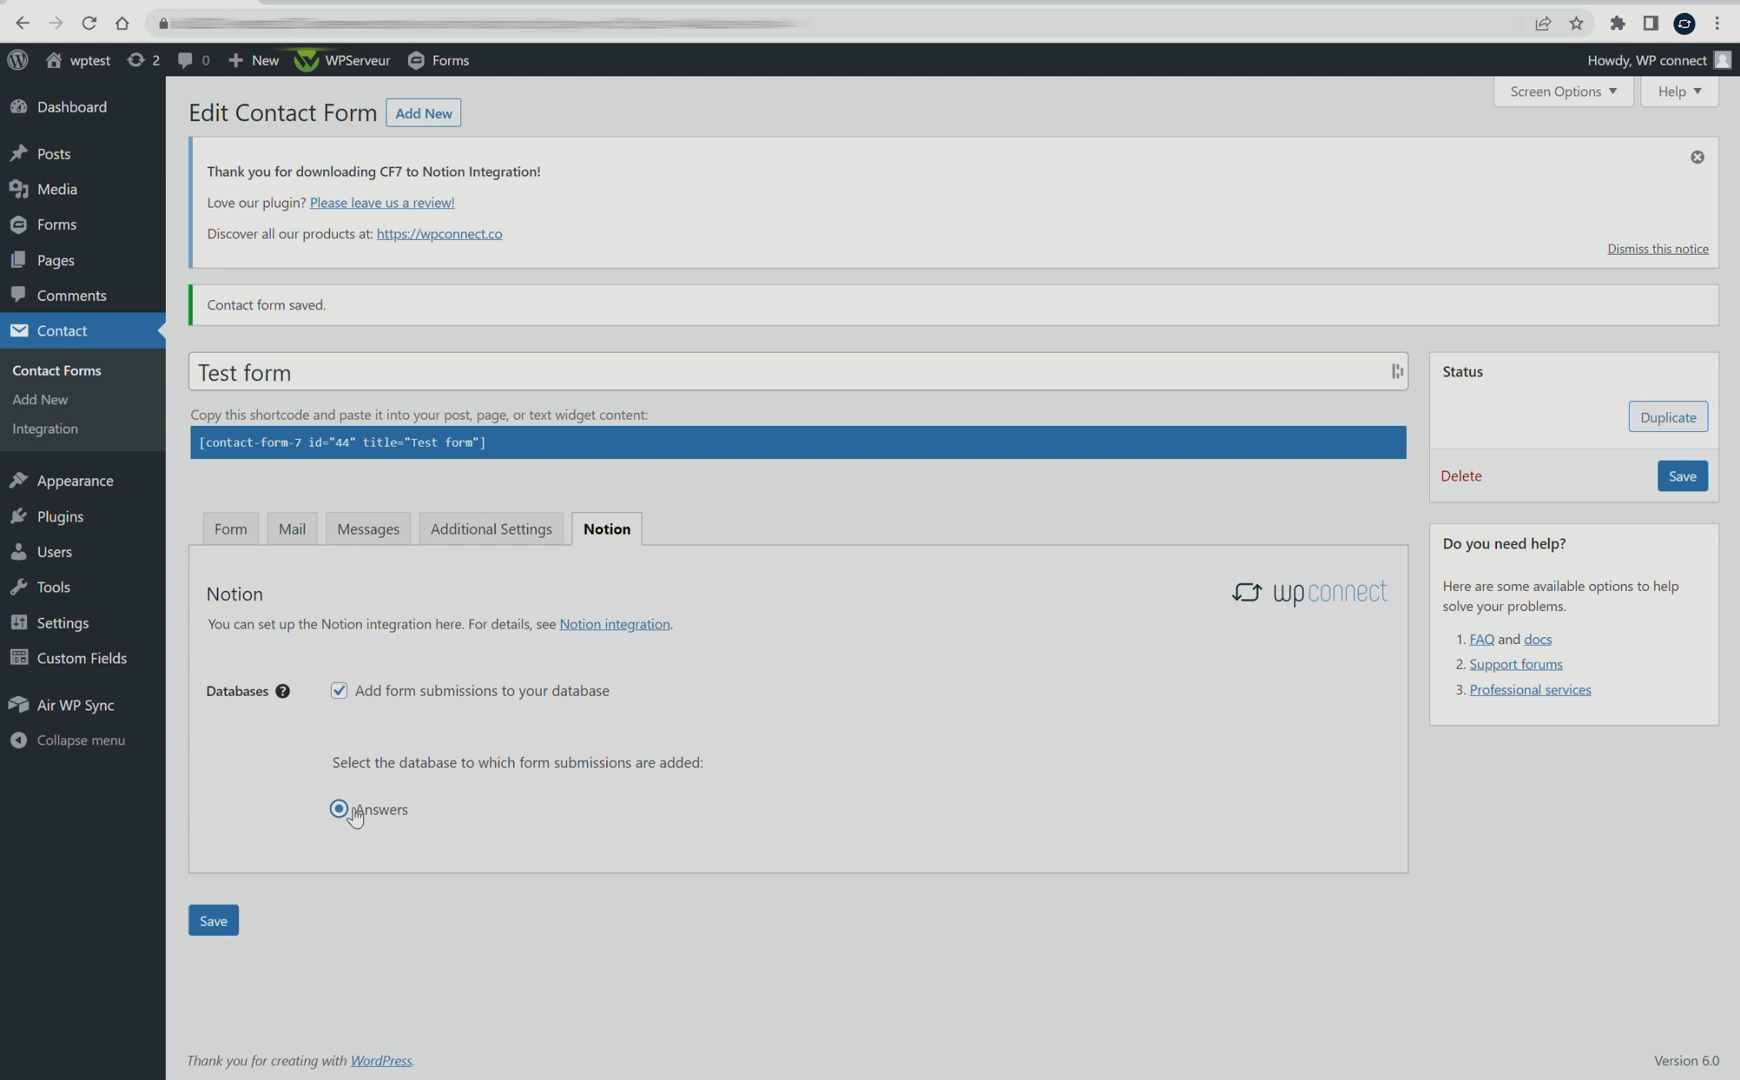 wptest
2
0
New
WPServeur
Forms
Howdy, WP connect
Dashboard
Posts
Media
Forms
Pages
Comments
Contact
Contact Forms
Add New
Integration
Appearance
Plugins
Users
Tools
Settings
Custom Fields
Air WP Sync
Collapse menu
Screen Options
Help
Edit Contact Form
Add New
Thank you for downloading CF7 to Notion Integration!
Love our plugin? Please leave us a review!
Discover all our products at: https://wpconnect.co
Dismiss this notice
Contact form saved.
Test form
Copy this shortcode and paste it into your post, page, or text widget content:
[contact-form-7 id="44" title="Test form"]
Form
Mail
Messages
Additional Settings
Notion
Notion
wpconnect
You can set up the Notion integration here. For details, see Notion integration.
Databases ?
Add form submissions to your database
Select the database to which form submissions are added:
Answers
Save
Status
Duplicate
Delete
Save
Do you need help?
Here are some available options to help
solve your problems.
1. FAQ and docs
2. Support forums
3. Professional services
Thank you for creating with WordPress.
Version 6.0